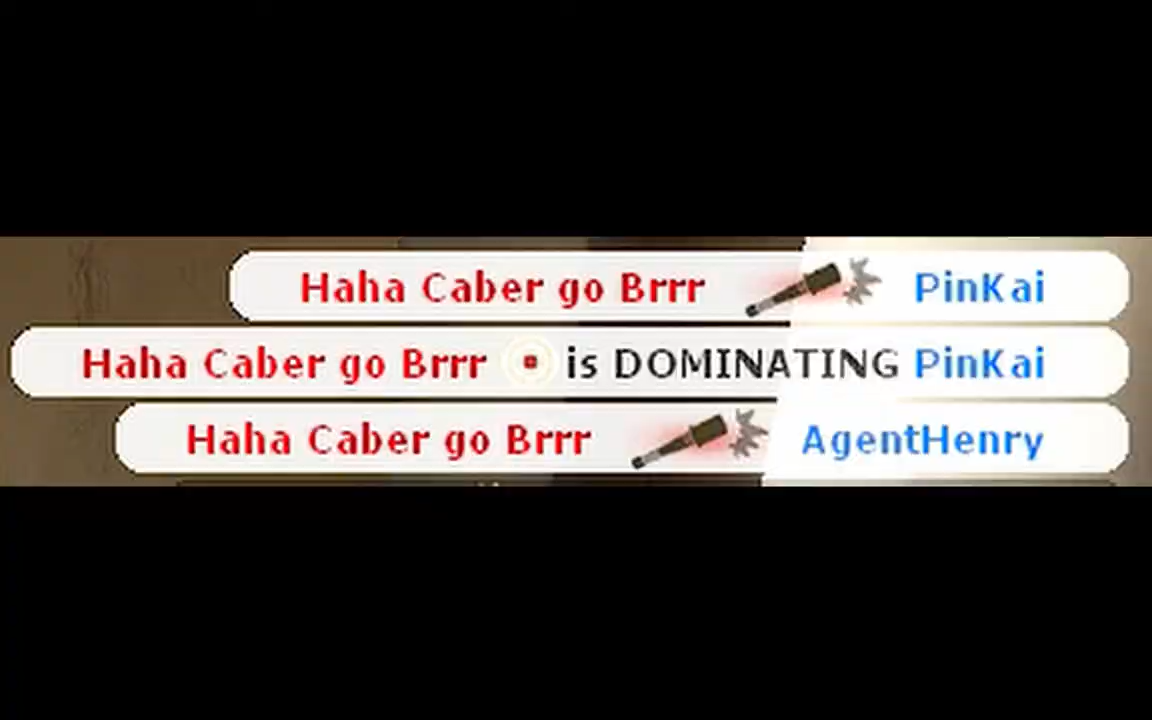 Haha Caber go Brrr PinKai
Haha Caber go Brrr is DOMINATING PinKai
Haha Caber go Brrr AgentHenry